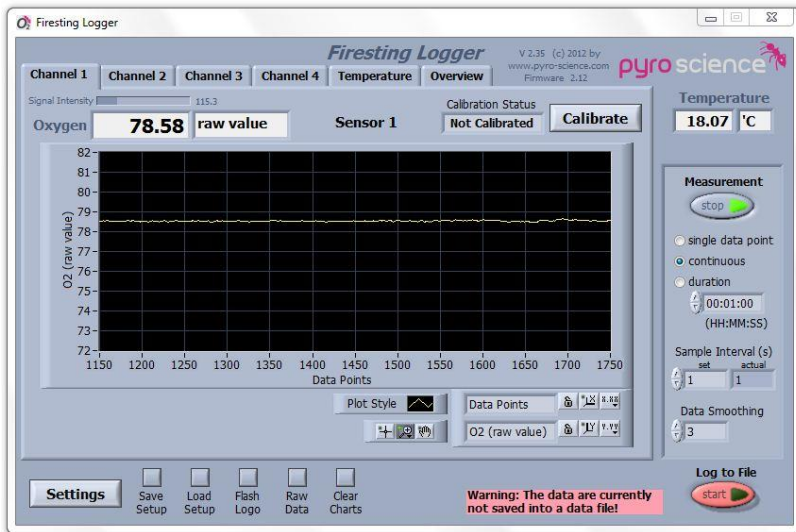 Firesting Logger
Firesting Logger
V 2.35 (c) 2012 by
www.pyro-science.com
Firmware 2.12
pyroscience
Channel 1
Channel 2
Channel 3
Channel 4
Temperature
Overview
Signal Intensity
115.3
Oxygen
78.58
raw value
Sensor 1
Calibration Status
Not Calibrated
Calibrate
Temperature
18.07
'C
82
81
80
79
78
77
76
75
74
73
72
O2 (raw value)
1150 1200 1250 1300 1350 1400 1450 1500 1550 1600 1650 1700 1750
Data Points
Plot Style
Data Points
X
X.XX
O2 (raw value)
Y
Y.YY
Measurement
stop
single data point
continuous
duration
00:01:00
(HH:MM:SS)
Sample Interval (s)
set
actual
1
1
Data Smoothing
3
Settings
Save
Setup
Load
Setup
Flash
Logo
Raw
Data
Clear
Charts
Warning: The data are currently
not saved into a data file!
Log to File
start